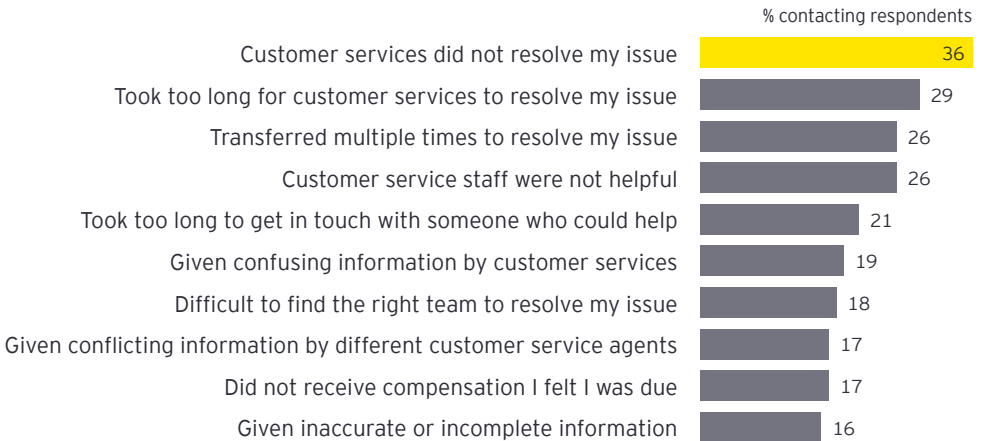 % contacting respondents
Customer services did not resolve my issue 36
Took too long for customer services to resolve my issue 29
Transferred multiple times to resolve my issue 26
Customer service staff were not helpful 26
Took too long to get in touch with someone who could help 21
Given confusing information by customer services 19
Difficult to find the right team to resolve my issue 18
Given conflicting information by different customer service agents 17
Did not receive compensation I felt I was due 17
Given inaccurate or incomplete information 16